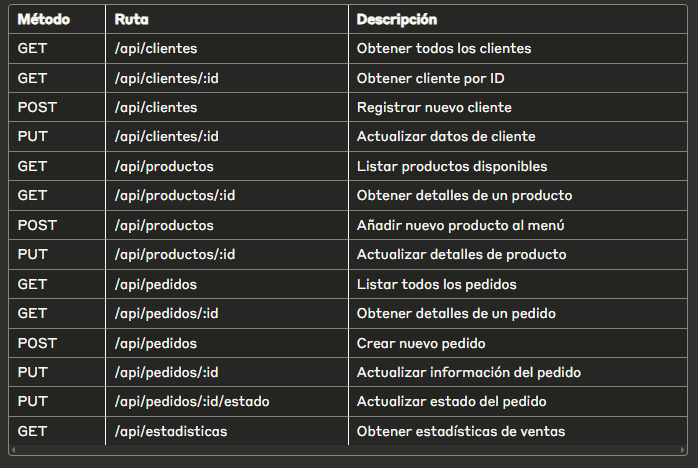 Método Ruta Descripción
GET /api/clientes Obtener todos los clientes
GET /api/clientes/:id Obtener cliente por ID
POST /api/clientes Registrar nuevo cliente
PUT /api/clientes/:id Actualizar datos de cliente
GET /api/productos Listar productos disponibles
GET /api/productos/:id Obtener detalles de un producto
POST /api/productos Añadir nuevo producto al menú
PUT /api/productos/:id Actualizar detalles de producto
GET /api/pedidos Listar todos los pedidos
GET /api/pedidos/:id Obtener detalles de un pedido
POST /api/pedidos Crear nuevo pedido
PUT /api/pedidos/:id Actualizar información del pedido
PUT /api/pedidos/:id/estado Actualizar estado del pedido
GET /api/estadisticas Obtener estadísticas de ventas